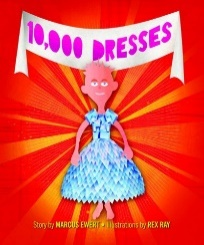 10,000 DRESSES
Story by MARCUS EWERT • Illustrations by REX RAY